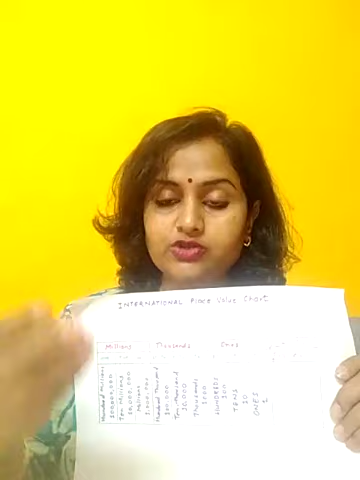 INTERNATIONAL Place Value Chart
Millions Thousands Ones
Hundred Millions
100,000,000
Ten Millions
10,000,000
Millions
1,000,000
Hundred Thousand
100,000
Ten-thousand
10,000
Thousands
1000
HUNDREDS
100
TENS
10
ONES
1